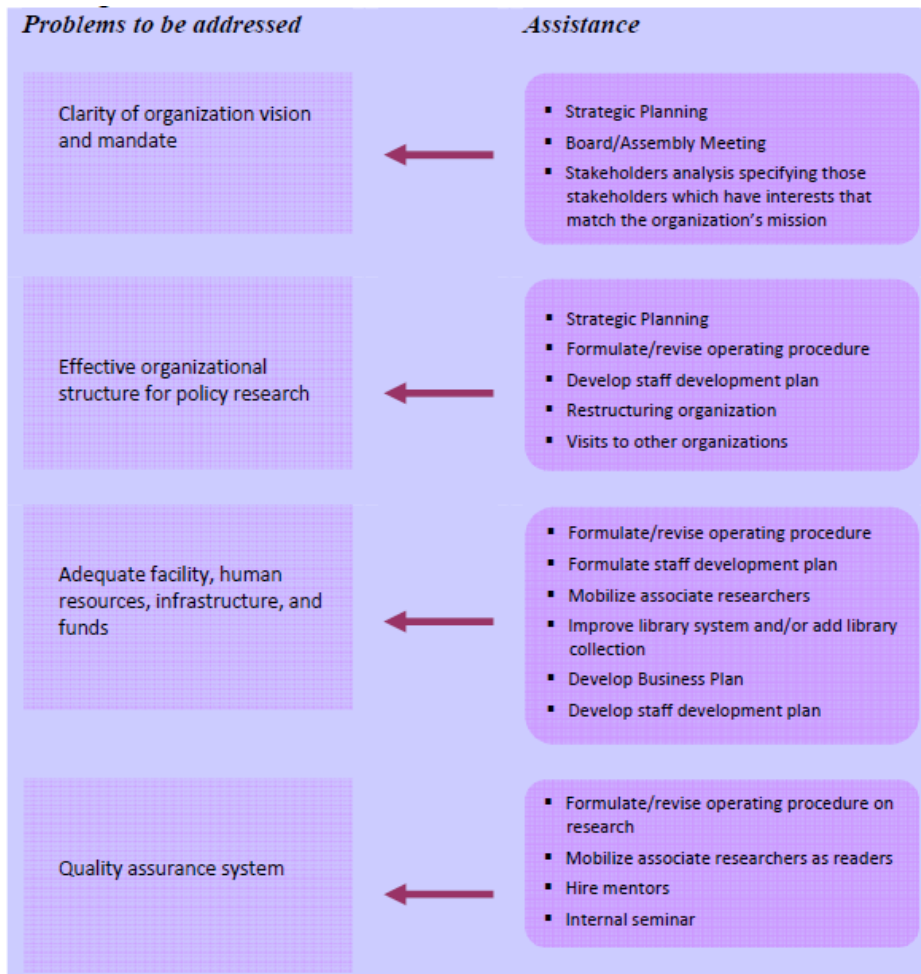 Problems to be addressed
Assistance
Clarity of organization vision
and mandate
▪ Strategic Planning
▪ Board/Assembly Meeting
▪ Stakeholders analysis specifying those
stakeholders which have interests that
match the organization's mission
Effective organizational
structure for policy research
▪ Strategic Planning
▪ Formulate/revise operating procedure
▪ Develop staff development plan
▪ Restructuring organization
▪ Visits to other organizations
Adequate facility, human
resources, infrastructure, and
funds
▪ Formulate/revise operating procedure
▪ Formulate staff development plan
▪ Mobilize associate researchers
▪ Improve library system and/or add library
collection
▪ Develop Business Plan
▪ Develop staff development plan
Quality assurance system
▪ Formulate/revise operating procedure on
research
▪ Mobilize associate researchers as readers
▪ Hire mentors
▪ Internal seminar